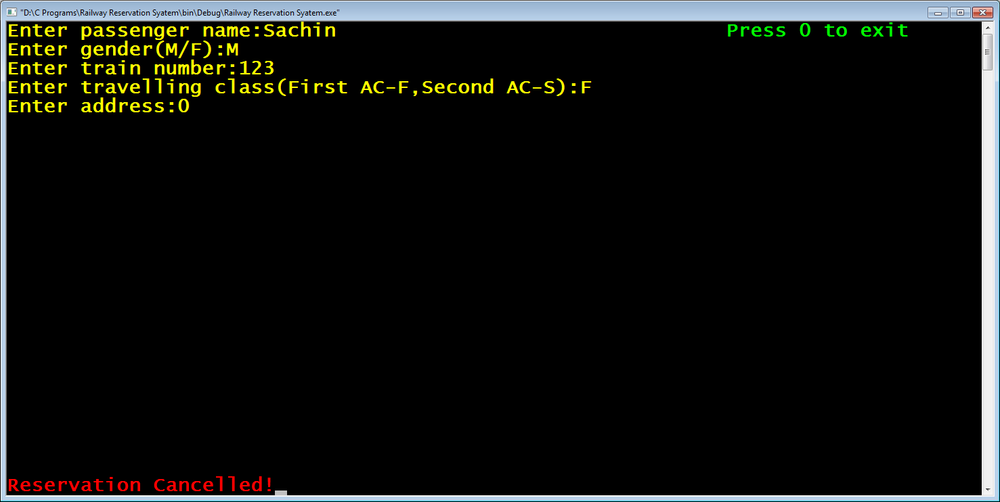 "D:\C Programs\Railway Reservation Syatem\bin\Debug\Railway Reservation Syatem.exe"
Enter passenger name:Sachin Press 0 to exit
Enter gender(M/F):M
Enter train number:123
Enter travelling class(First AC-F,Second AC-S):F
Enter address:0
Reservation Cancelled!